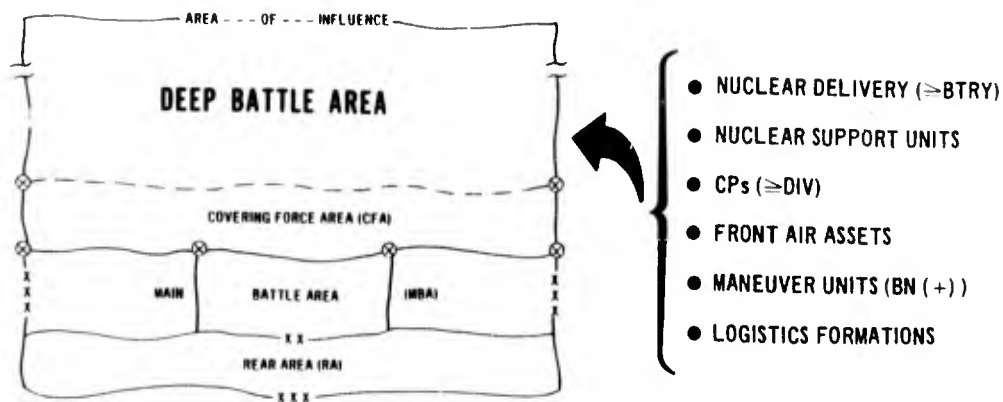 AREA --- OF --- INFLUENCE
DEEP BATTLE AREA
COVERING FORCE AREA (CFA)
MAIN BATTLE AREA (MBA)
X X X
X X X
X X
REAR AREA (RA)
X X X
● NUCLEAR DELIVERY (≥BTRY)
● NUCLEAR SUPPORT UNITS
● CPs (≥DIV)
● FRONT AIR ASSETS
● MANEUVER UNITS (BN (+))
● LOGISTICS FORMATIONS